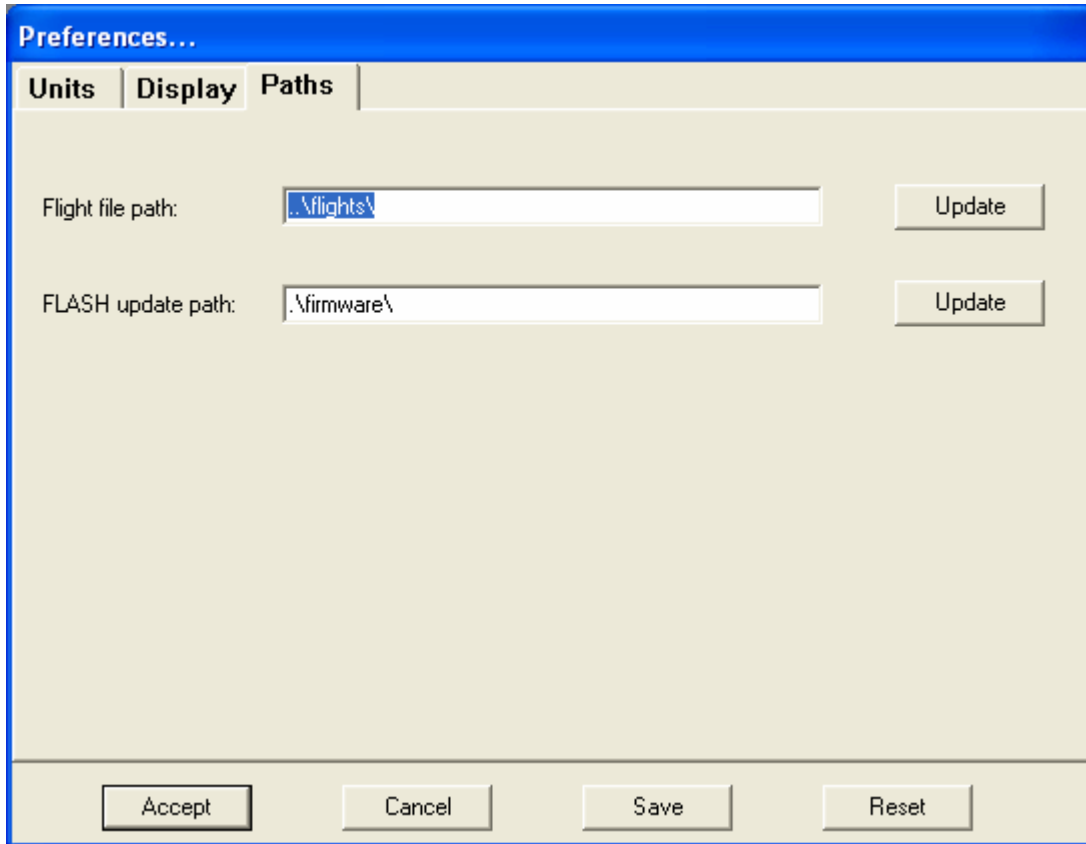 Preferences...
Units Display Paths
Flight file path: ..\flights\ Update
FLASH update path: .\firmware\ Update
Accept Cancel Save Reset